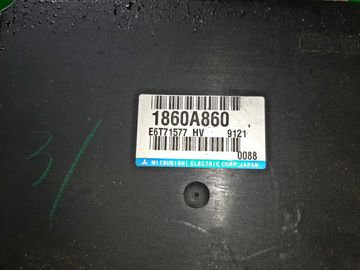 1860A860
E6T71577 HV 9121
0088
MITSUBISHI ELECTRIC CORP. JAPAN
31